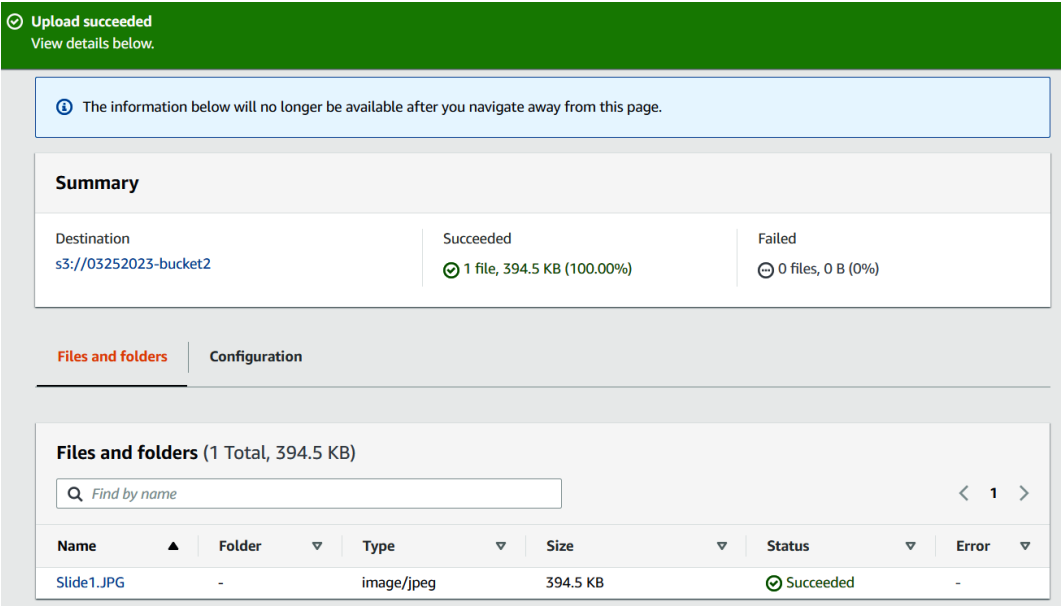 Upload succeeded
View details below.
The information below will no longer be available after you navigate away from this page.
Summary
Destination
s3://03252023-bucket2
Succeeded
1 file, 394.5 KB (100.00%)
Failed
0 files, 0 B (0%)
Files and folders
Configuration
Files and folders (1 Total, 394.5 KB)
Find by name
1
Name Folder Type Size Status Error
Slide1.JPG - image/jpeg 394.5 KB Succeeded -